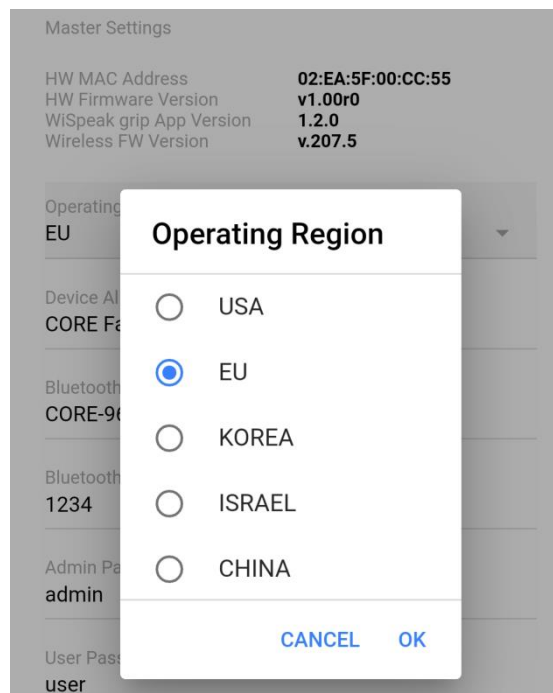 Master Settings
HW MAC Address 02:EA:5F:00:CC:55
HW Firmware Version v1.00r0
WiSpeak grip App Version 1.2.0
Wireless FW Version v.207.5
Operating
EU
Operating Region
Device Al
CORE Fa
USA
EU
Bluetooth
CORE-96
KOREA
Bluetooth
1234
ISRAEL
Admin Pa
admin
CHINA
CANCEL OK
User Pass
user